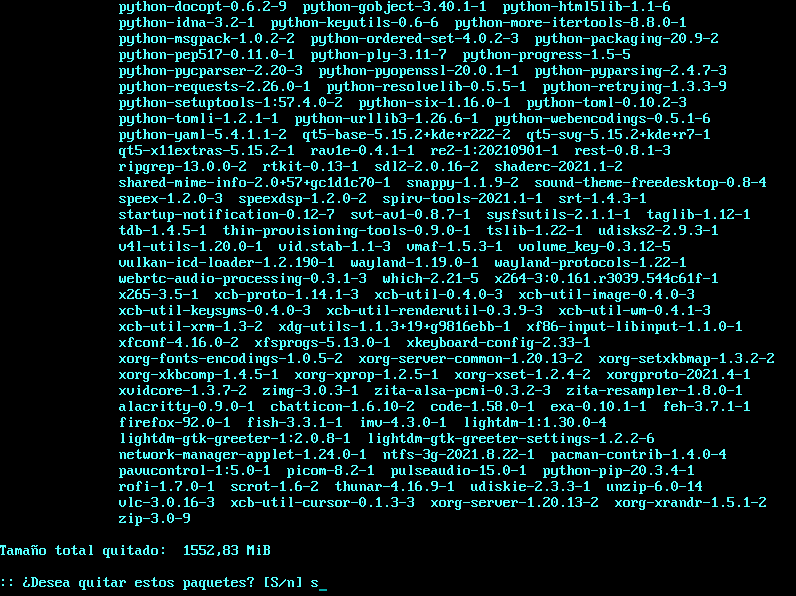 python-docopt-0.6.2-9  python-gobject-3.40.1-1  python-html5lib-1.1-6
python-idna-3.2-1  python-keyutils-0.6-6  python-more-itertools-8.8.0-1
python-msgpack-1.0.2-2  python-ordered-set-4.0.2-3  python-packaging-20.9-2
python-pep517-0.11.0-1  python-ply-3.11-7  python-progress-1.5-5
python-pycparser-2.20-3  python-pyopenssl-20.0.1-1  python-pyparsing-2.4.7-3
python-requests-2.26.0-1  python-resolvelib-0.5.5-1  python-retrying-1.3.3-9
python-setuptools-1:57.4.0-2  python-six-1.16.0-1  python-toml-0.10.2-3
python-tomli-1.2.1-1  python-urllib3-1.26.6-1  python-webencodings-0.5.1-6
python-yaml-5.4.1.1-2  qt5-base-5.15.2+kde+r222-2  qt5-svg-5.15.2+kde+r7-1
qt5-x11extras-5.15.2-1  rav1e-0.4.1-1  re2-1:20210901-1  rest-0.8.1-3
ripgrep-13.0.0-2  rtkit-0.13-1  sdl2-2.0.16-2  shaderc-2021.1-2
shared-mime-info-2.0+57+gc1d1c70-1  snappy-1.1.9-2  sound-theme-freedesktop-0.8-4
speex-1.2.0-3  speexdsp-1.2.0-2  spirv-tools-2021.1-1  srt-1.4.3-1
startup-notification-0.12-7  svt-av1-0.8.7-1  sysfsutils-2.1.1-1  taglib-1.12-1
tdb-1.4.5-1  thin-provisioning-tools-0.9.0-1  tslib-1.22-1  udisks2-2.9.3-1
v4l-utils-1.20.0-1  vid.stab-1.1-3  vmaf-1.5.3-1  volume_key-0.3.12-5
vulkan-icd-loader-1.2.190-1  wayland-1.19.0-1  wayland-protocols-1.22-1
webrtc-audio-processing-0.3.1-3  which-2.21-5  x264-3:0.161.r3039.544c61f-1
x265-3.5-1  xcb-proto-1.14.1-3  xcb-util-0.4.0-3  xcb-util-image-0.4.0-3
xcb-util-keysyms-0.4.0-3  xcb-util-renderutil-0.3.9-3  xcb-util-wm-0.4.1-3
xcb-util-xrm-1.3-2  xdg-utils-1.1.3+19+g9816ebb-1  xf86-input-libinput-1.1.0-1
xfconf-4.16.0-2  xfsprogs-5.13.0-1  xkeyboard-config-2.33-1
xorg-fonts-encodings-1.0.5-2  xorg-server-common-1.20.13-2  xorg-setxkbmap-1.3.2-2
xorg-xkbcomp-1.4.5-1  xorg-xprop-1.2.5-1  xorg-xset-1.2.4-2  xorgproto-2021.4-1
xvidcore-1.3.7-2  zimg-3.0.3-1  zita-alsa-pcmi-0.3.2-3  zita-resampler-1.8.0-1
alacritty-0.9.0-1  cbatticon-1.6.10-2  code-1.58.0-1  exa-0.10.1-1  feh-3.7.1-1
firefox-92.0-1  fish-3.3.1-1  imv-4.3.0-1  lightdm-1:1.30.0-4
lightdm-gtk-greeter-1:2.0.8-1  lightdm-gtk-greeter-settings-1.2.2-6
network-manager-applet-1.24.0-1  ntfs-3g-2021.8.22-1  pacman-contrib-1.4.0-4
pavucontrol-1:5.0-1  picom-8.2-1  pulseaudio-15.0-1  python-pip-20.3.4-1
rofi-1.7.0-1  scrot-1.6-2  thunar-4.16.9-1  udiskie-2.3.3-1  unzip-6.0-14
vlc-3.0.16-3  xcb-util-cursor-0.1.3-3  xorg-server-1.20.13-2  xorg-xrandr-1.5.1-2
zip-3.0-9
Tamaño total quitado:  1552,83 MiB
:: ¿Desea quitar estos paquetes? [S/n] s_